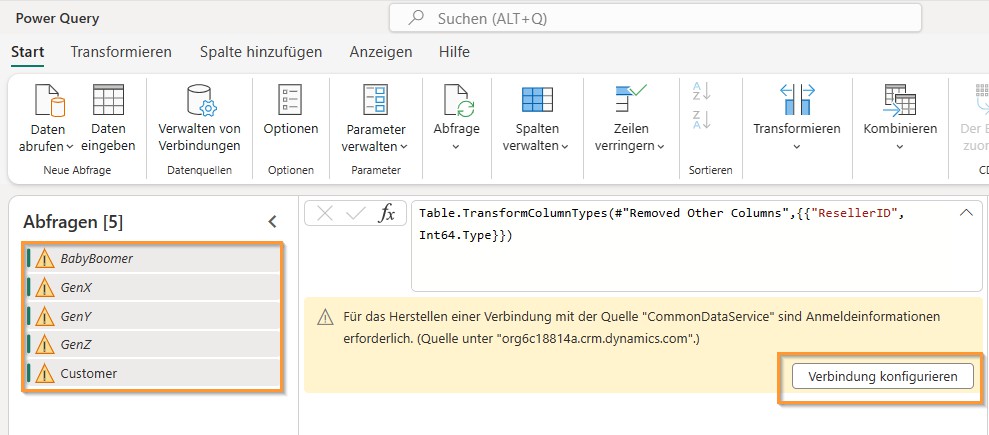 Power Query
Suchen (ALT+Q)
Start Transformieren Spalte hinzufügen Anzeigen Hilfe
Daten abrufen
Daten eingeben
Neue Abfrage
Verwalten von Verbindungen
Datenquellen
Optionen
Optionen
Parameter verwalten
Parameter
Abfrage
Spalten verwalten
Zeilen verringern
A Z
Z A
Sortieren
Transformieren
Kombinieren
Der E
zuor
CD
Abfragen [5]
BabyBoomer
GenX
GenY
GenZ
Customer
fx
Table.TransformColumnTypes(#"Removed Other Columns",{{"ResellerID",
Int64.Type}})
Für das Herstellen einer Verbindung mit der Quelle "CommonDataService" sind Anmeldeinformationen
erforderlich. (Quelle unter "org6c18814a.crm.dynamics.com".)
Verbindung konfigurieren